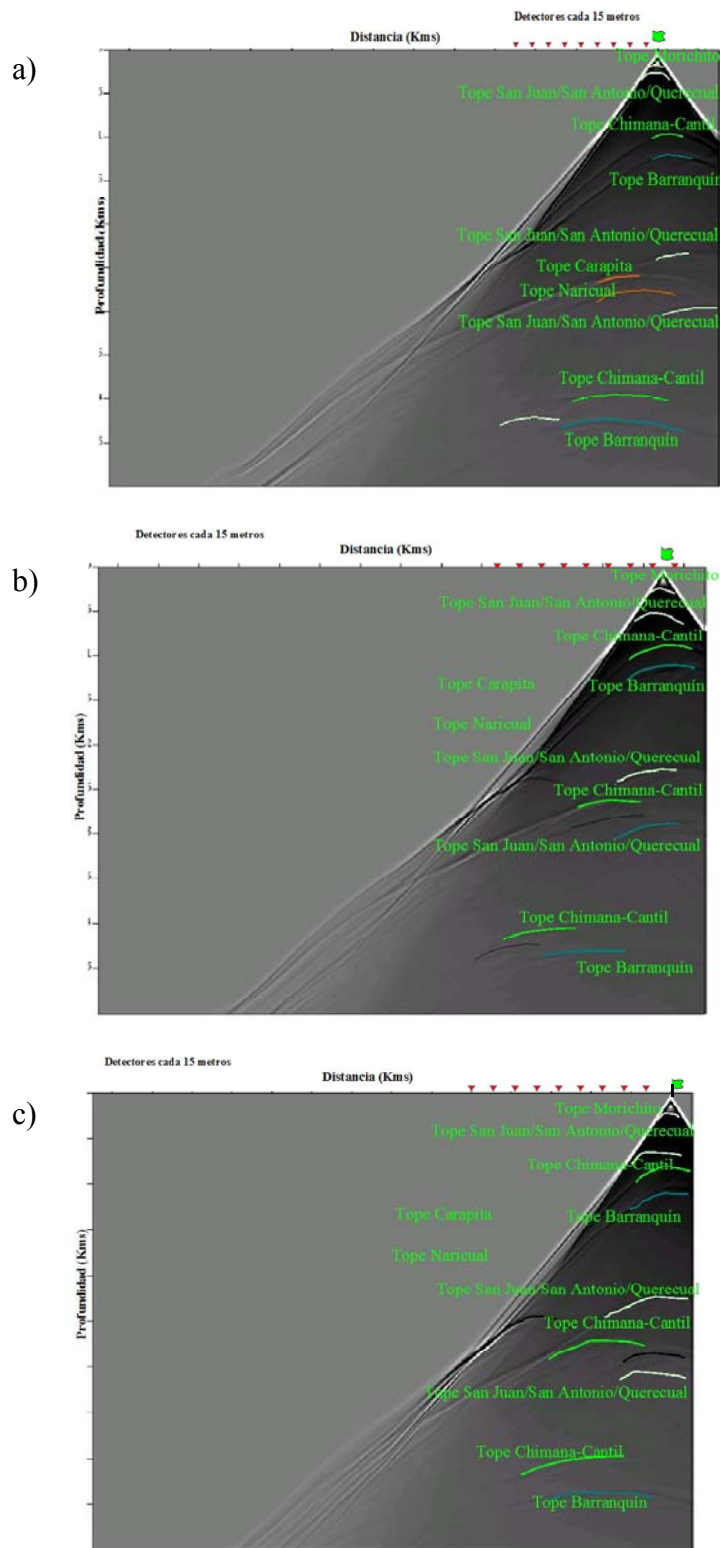 Detectores cada 15 metros
Distancia (Kms)
a)
Tope Morichito
Tope San Juan/San Antonio/Querecual
Tope Chimana-Cantil
Tope Barranquín
Profundidad (Kms)
Tope San Juan/San Antonio/Querecual
Tope Carapita
Tope Naricual
Tope San Juan/San Antonio/Querecual
Tope Chimana-Cantil
Tope Barranquín
Detectores cada 15 metros
Distancia (Kms)
b)
Tope Morichito
Tope San Juan/San Antonio/Querecual
Tope Chimana-Cantil
Tope Carapita
Tope Barranquín
Tope Naricual
Profundidad (Kms)
Tope San Juan/San Antonio/Querecual
Tope Chimana-Cantil
Tope San Juan/San Antonio/Querecual
Tope Chimana-Cantil
Tope Barranquín
Detectores cada 15 metros
Distancia (Kms)
c)
Tope Morichito
Tope San Juan/San Antonio/Querecual
Tope Chimana-Cantil
Tope Carapita
Tope Barranquín
Tope Naricual
Profundidad (Kms)
Tope San Juan/San Antonio/Querecual
Tope Chimana-Cantil
Tope San Juan/San Antonio/Querecual
Tope Chimana-Cantil
Tope Barranquín